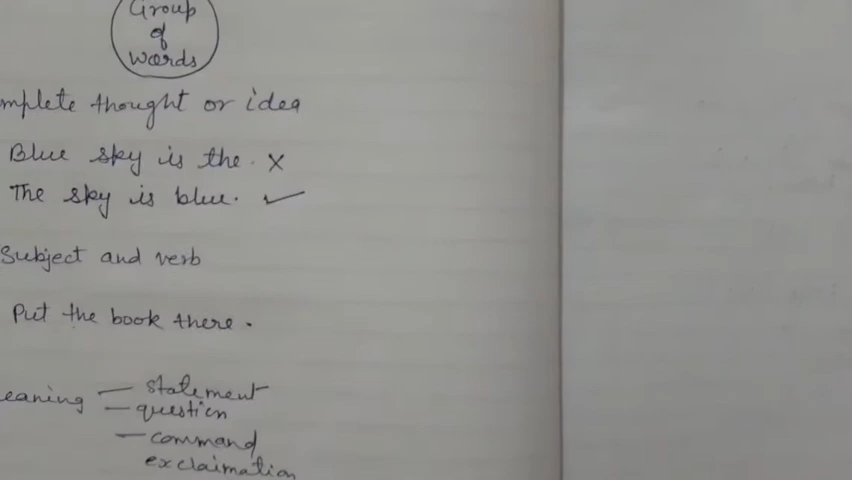 Group
of
words
mplete thought or idea
Blue sky is the. x
The sky is blue. ✓
Subject and verb
Put the book there.
eaning — statement
— question
— command
exclaimation